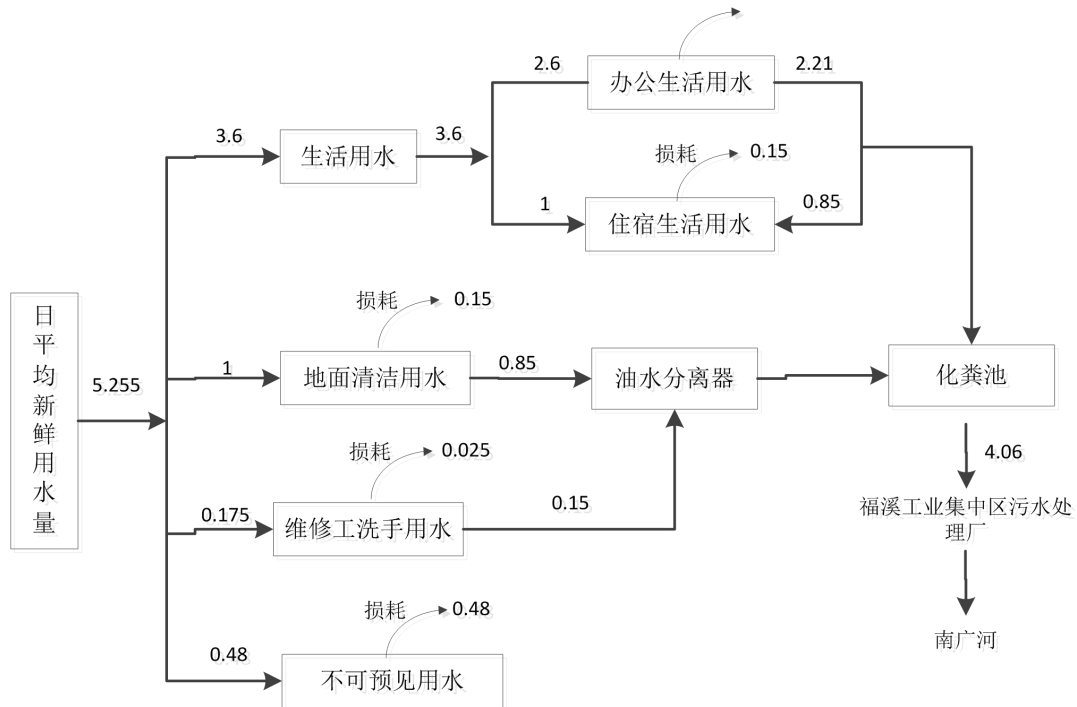 2.6
办公生活用水
2.21
3.6
生活用水
3.6
损耗
0.15
1
住宿生活用水
0.85
日平均新鲜用水量
5.255
损耗
0.15
1
地面清洁用水
0.85
油水分离器
化粪池
4.06
损耗
0.025
0.175
维修工洗手用水
0.15
福溪工业集中区污水处
理厂
南广河
损耗
0.48
0.48
不可预见用水